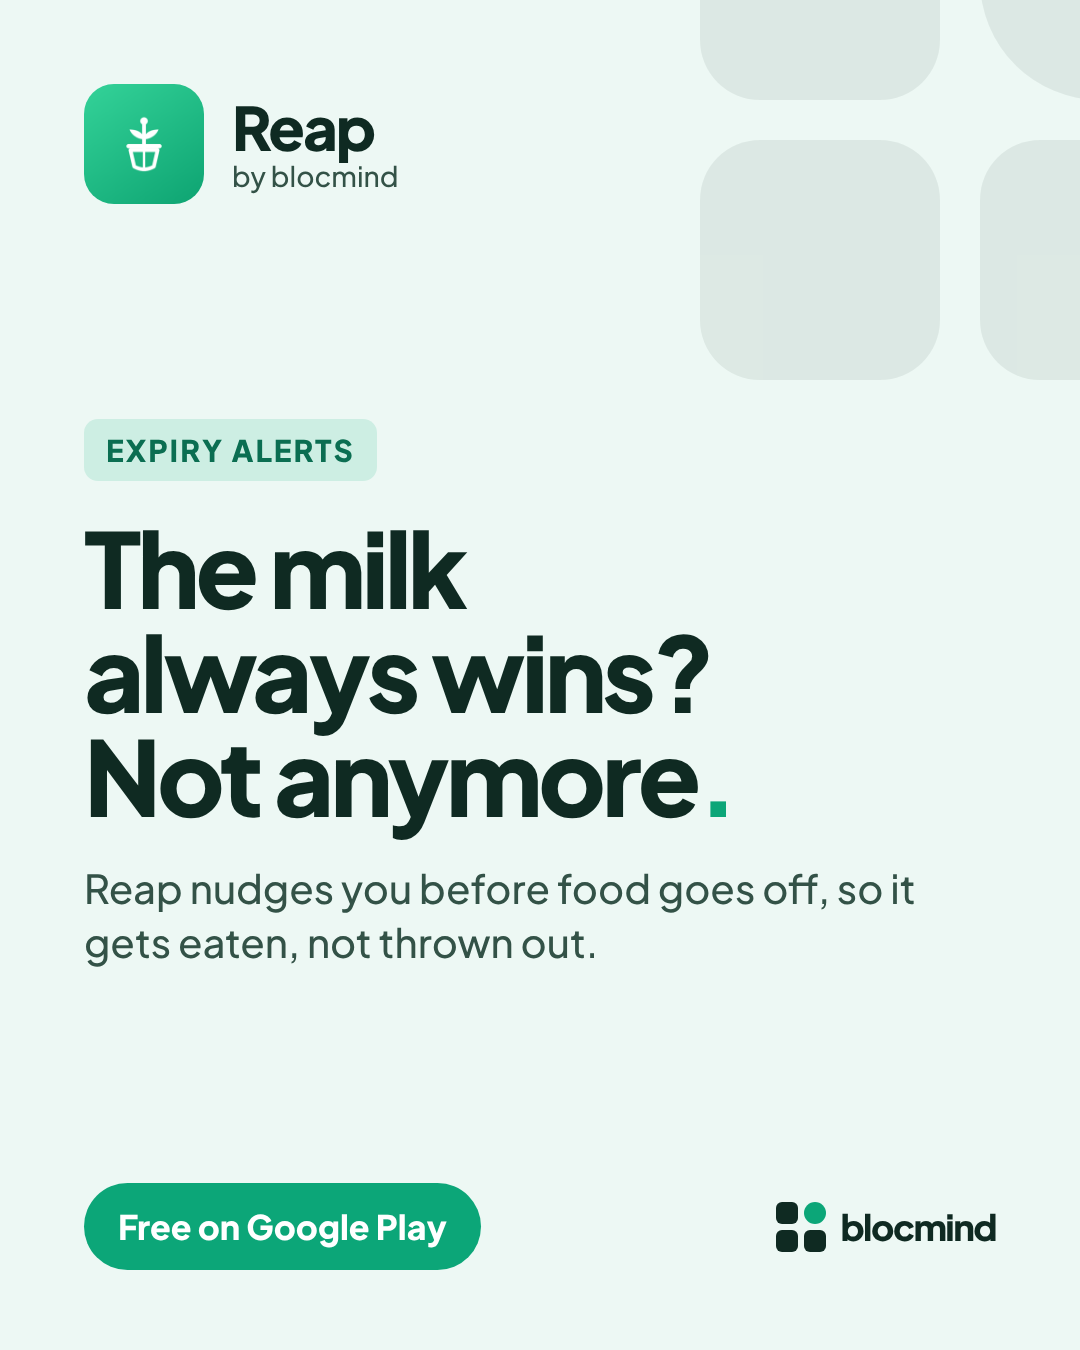 Reap
by blocmind
EXPIRY ALERTS
The milk
always wins?
Not anymore.
Reap nudges you before food goes off, so it
gets eaten, not thrown out.
Free on Google Play
blocmind